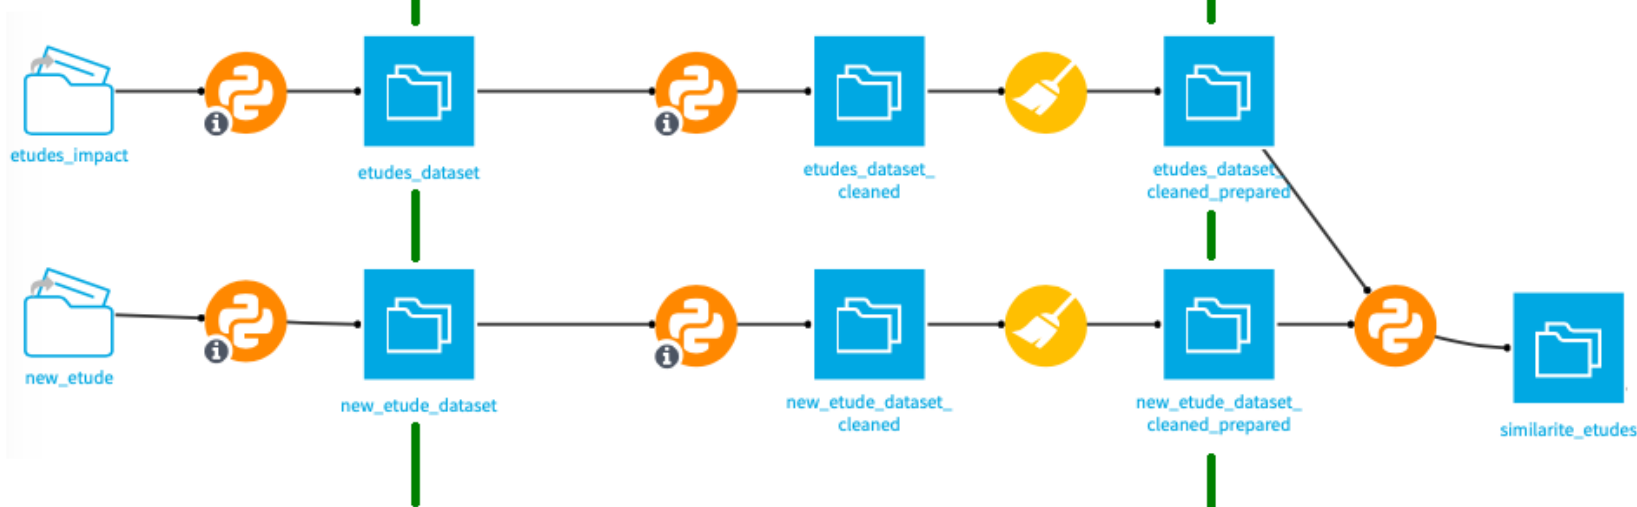 etudes_impact
etudes_dataset
etudes_dataset_
cleaned
etudes_dataset_
cleaned_prepared
new_etude
new_etude_dataset
new_etude_dataset_
cleaned
new_etude_dataset_
cleaned_prepared
similarite_etudes